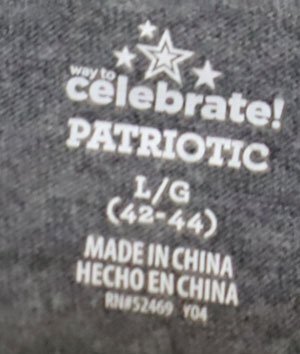 way to
celebrate!
PATRIOTIC
L/G
(42-44)
MADE IN CHINA
HECHO EN CHINA
RN#52469 Y04